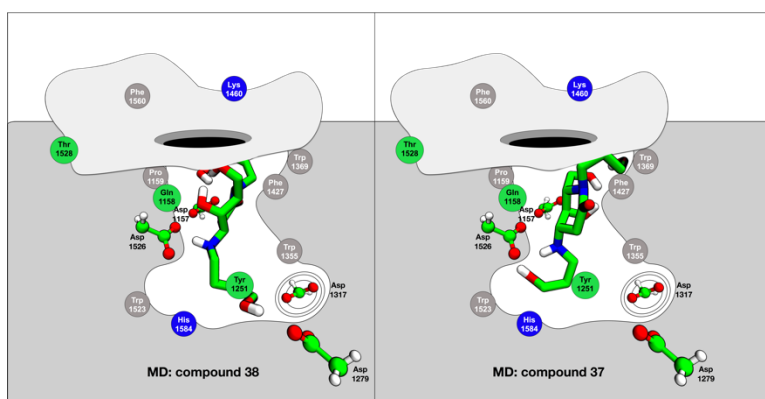 Phe
1560
Lys
1460
Thr
1528
Pro
1159
Gln
1158
Asp
1157
Asp
1526
Trp
1369
Phe
1427
Trp
1355
Tyr
1251
Asp
1317
Trp
1523
His
1584
Asp
1279
MD: compound 38
Phe
1560
Lys
1460
Thr
1528
Pro
1159
Gln
1158
Asp
1157
Asp
1526
Trp
1369
Phe
1427
Trp
1355
Tyr
1251
Asp
1317
Trp
1523
His
1584
Asp
1279
MD: compound 37